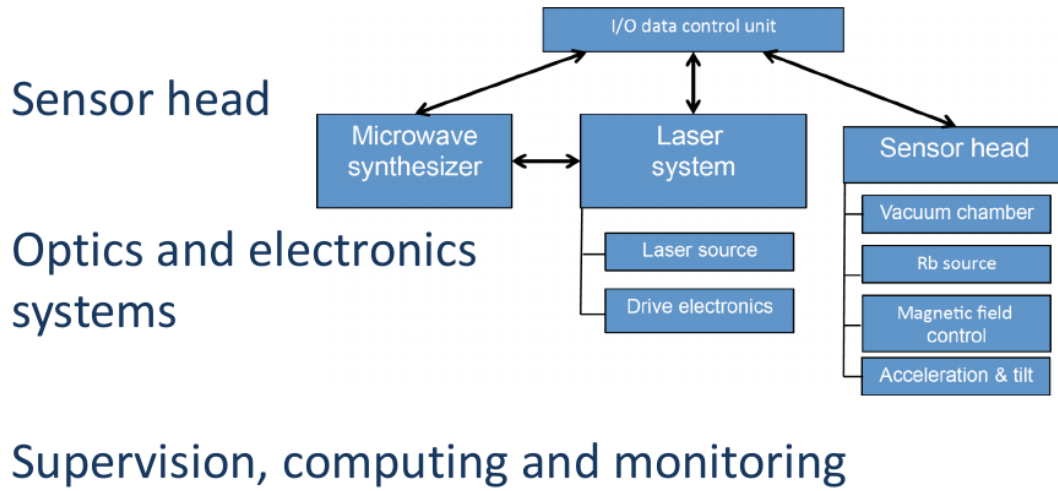 I/O data control unit
Sensor head
Microwave
synthesizer
Laser
system
Sensor head
Vacuum chamber
Optics and electronics
systems
Laser source
Rb source
Drive electronics
Magnetic field
control
Acceleration & tilt
Supervision, computing and monitoring